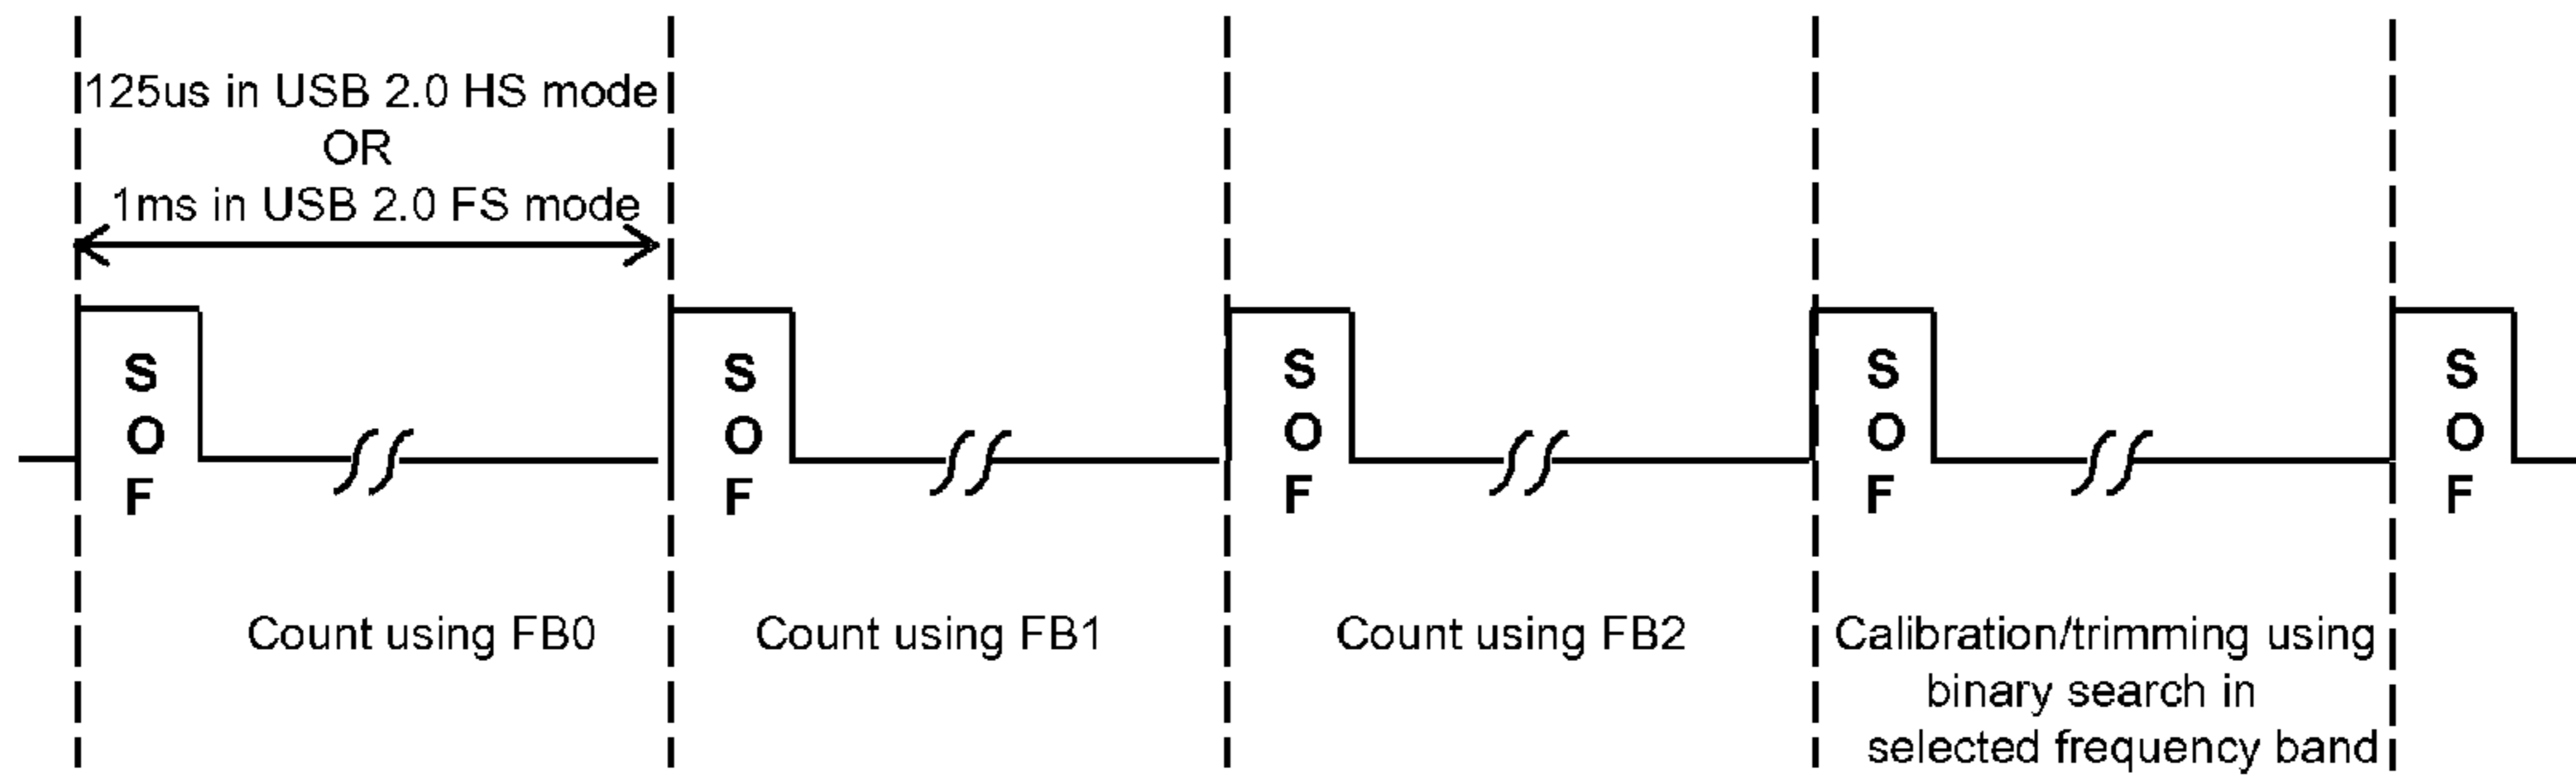 125us in USB 2.0 HS mode
OR
1ms in USB 2.0 FS mode
S
O
F
S
O
F
S
O
F
S
O
F
S
O
F
Count using FB0
Count using FB1
Count using FB2
Calibration/trimming using
binary search in
selected frequency band